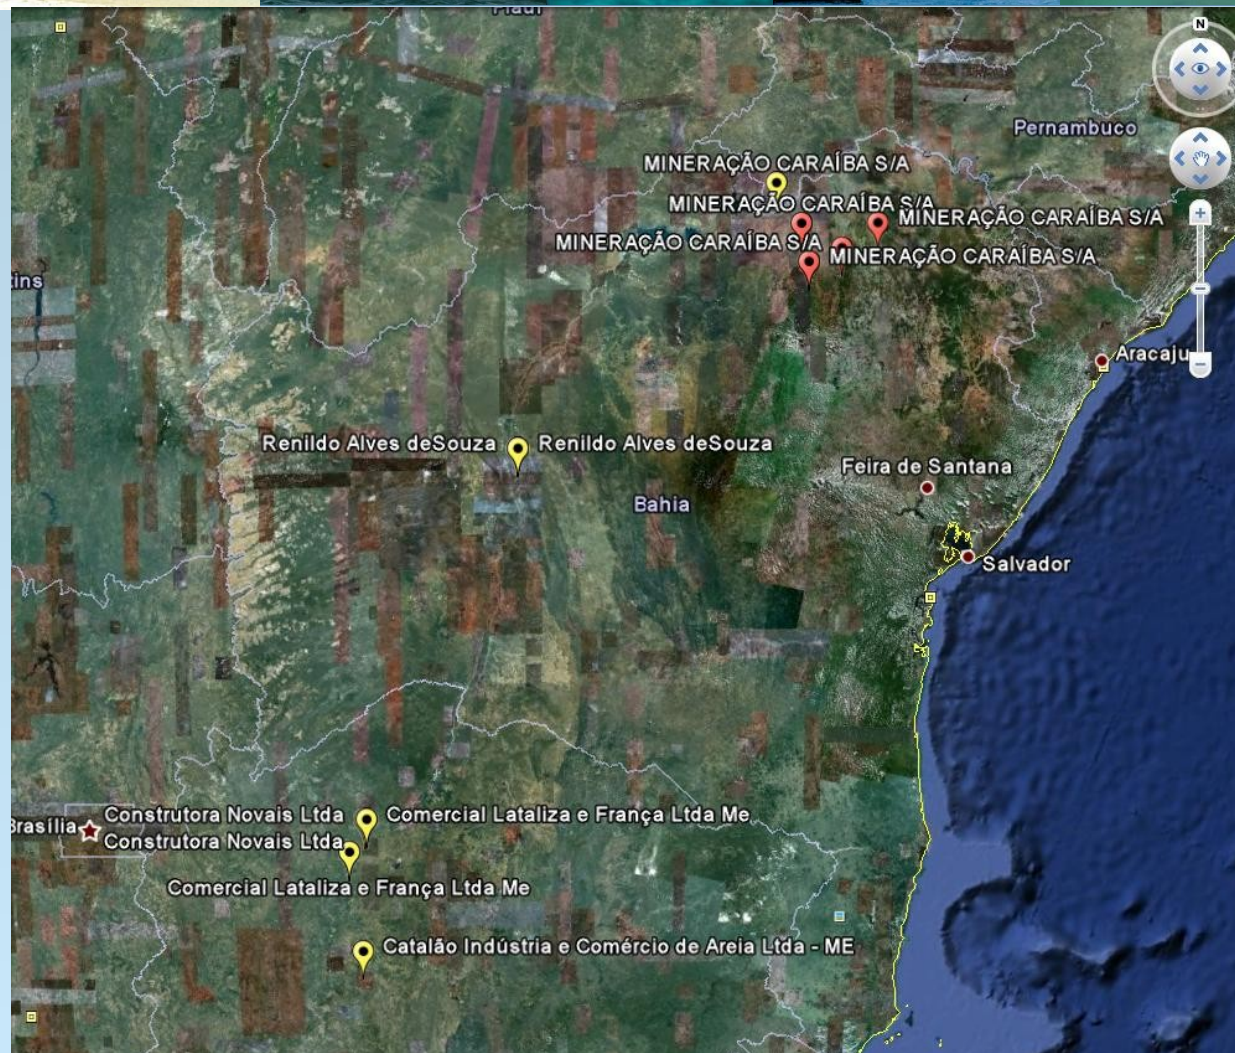 Piauí
N
Pernambuco
MINERAÇÃO CARAÍBA S/A
MINERAÇÃO CARAÍBA S/A
MINERAÇÃO CARAÍBA S/A
MINERAÇÃO CARAÍBA S/A
MINERAÇÃO CARAÍBA S/A
ins
Aracaju
Renildo Alves deSouza
Renildo Alves deSouza
Feira de Santana
Bahia
Salvador
Construtora Novais Ltda
Comercial Lataliza e França Ltda Me
Brasília
Construtora Novais Ltda
Comercial Lataliza e França Ltda Me
Catalão Indústria e Comércio de Areia Ltda - ME